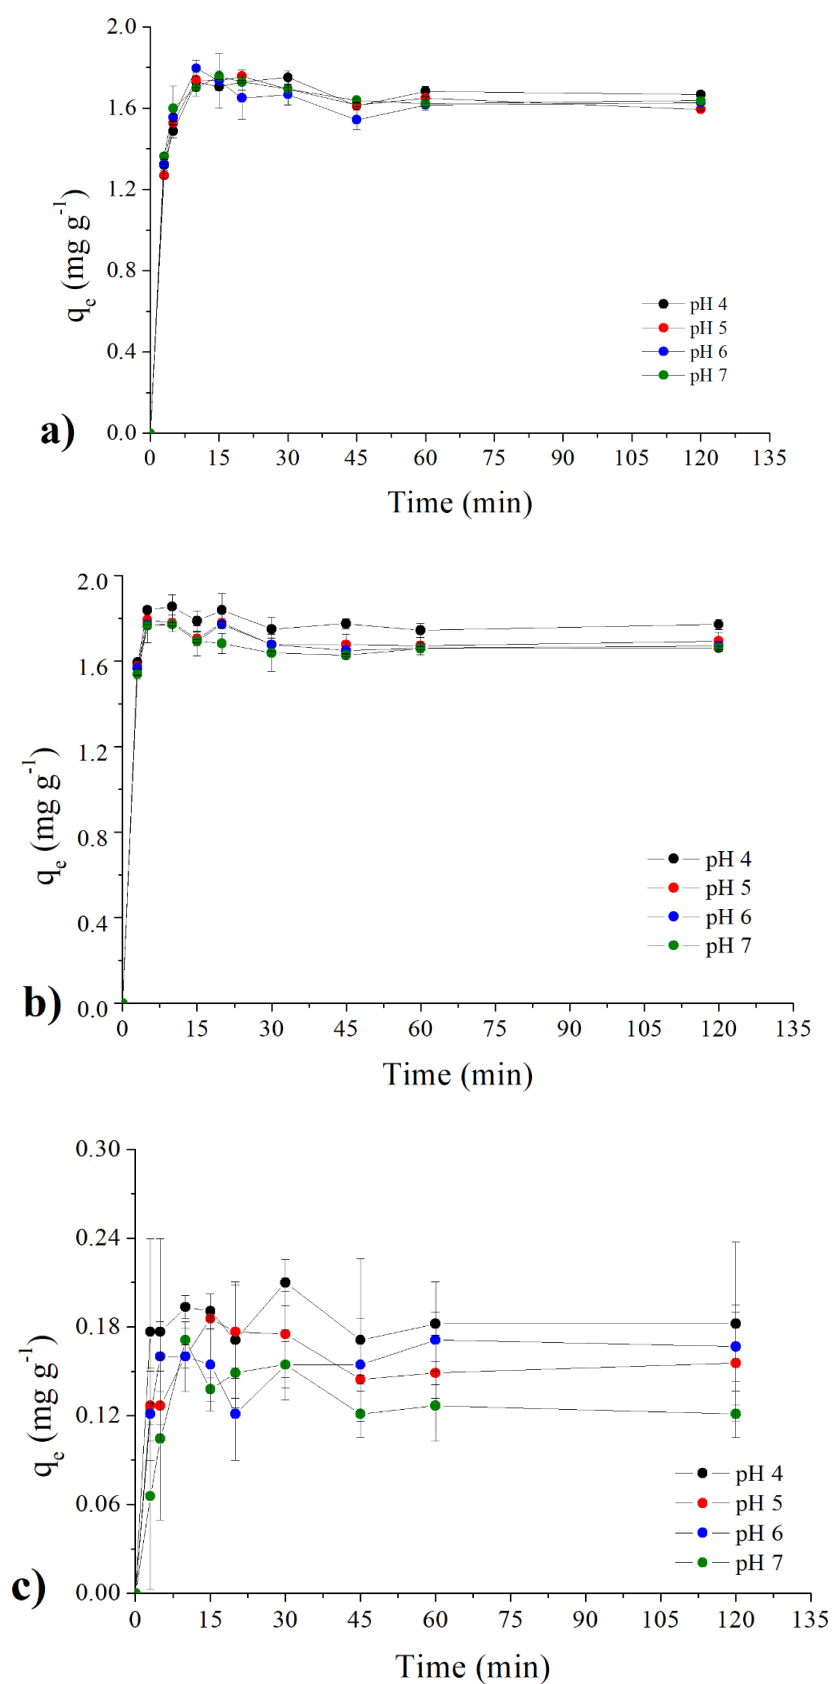 2.0
1.6
1.2
0.8
0.4
0.0
qe (mg g-1)
pH 4
pH 5
pH 6
pH 7
a)
0 15 30 45 60 75 90 105 120 135
Time (min)
2.0
1.6
1.2
0.8
0.4
0.0
qe (mg g-1)
pH 4
pH 5
pH 6
pH 7
b)
0 15 30 45 60 75 90 105 120 135
Time (min)
0.30
0.24
0.18
0.12
0.06
0.00
qe (mg g-1)
pH 4
pH 5
pH 6
pH 7
c)
0 15 30 45 60 75 90 105 120 135
Time (min)